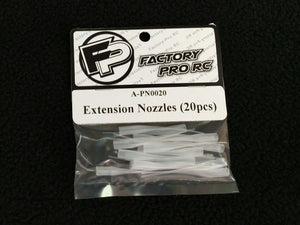 FP
FACTORY
PRO RC
A-PN0020
Extension Nozzles (20pcs)